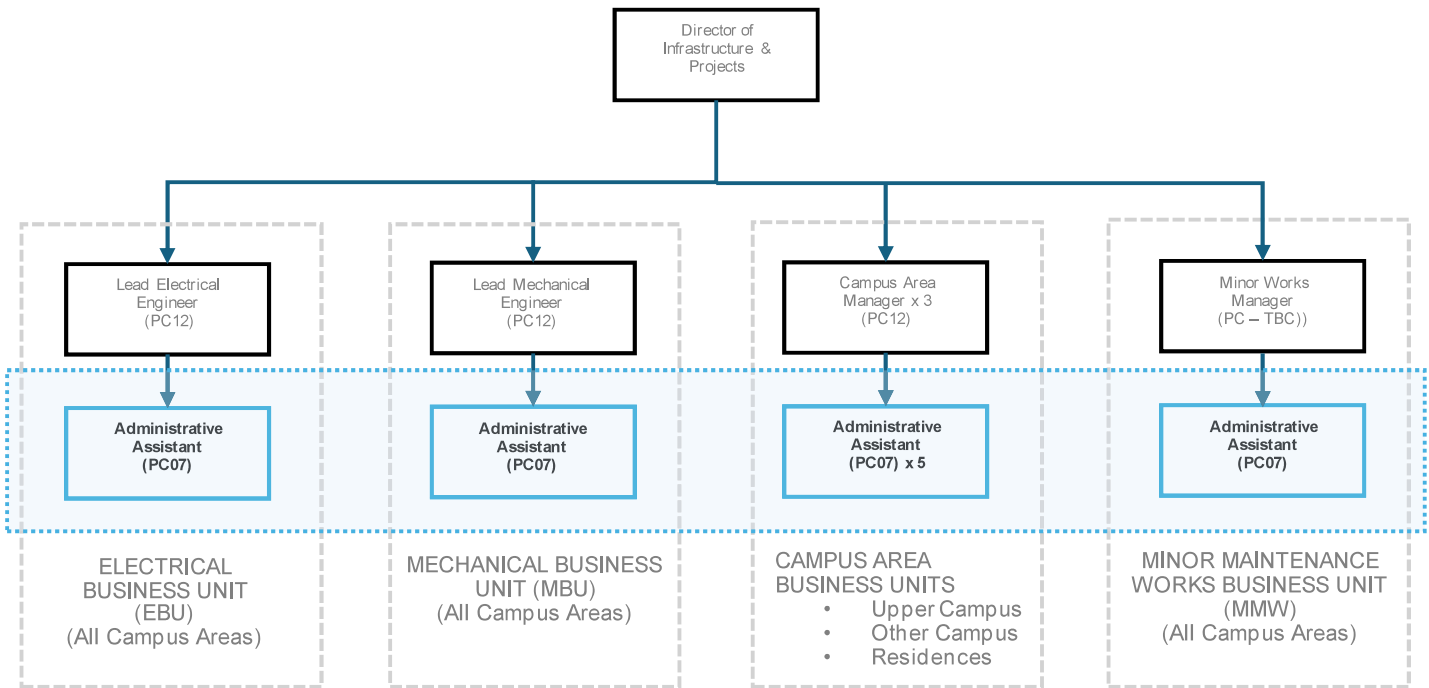 Director of
Infrastructure &
Projects
Lead Electrical
Engineer
(PC12)
Lead Mechanical
Engineer
(PC12)
Campus Area
Manager x 3
(PC12)
Minor Works
Manager
(PC – TBC))
Administrative
Assistant
(PC07)
Administrative
Assistant
(PC07)
Administrative
Assistant
(PC07) x 5
Administrative
Assistant
(PC07)
ELECTRICAL
BUSINESS UNIT
(EBU)
(All Campus Areas)
MECHANICAL BUSINESS
UNIT (MBU)
(All Campus Areas)
CAMPUS AREA
BUSINESS UNITS
• Upper Campus
• Other Campus
• Residences
MINOR MAINTENANCE
WORKS BUSINESS UNIT
(MMW)
(All Campus Areas)